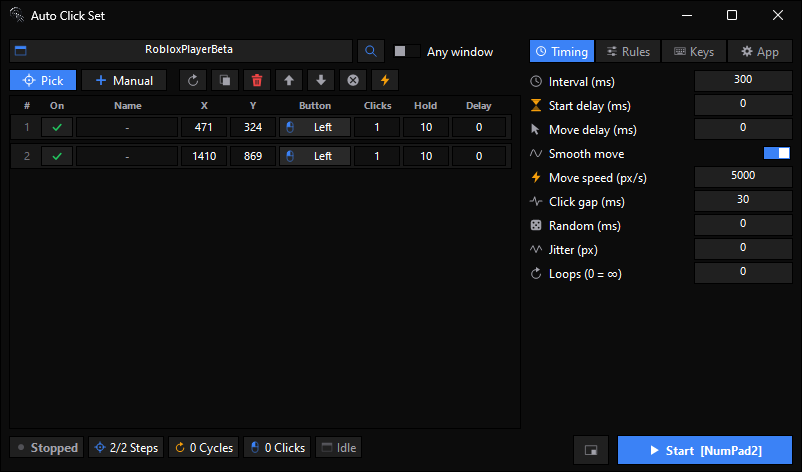 Auto Click Set
RobloxPlayerBeta
Any window
Timing Rules Keys App
Pick Manual
# On Name X Y Button Clicks Hold Delay
1 - 471 324 Left 1 10 0
2 - 1410 869 Left 1 10 0
Interval (ms) 300
Start delay (ms) 0
Move delay (ms) 0
Smooth move
Move speed (px/s) 5000
Click gap (ms) 30
Random (ms) 0
Jitter (px) 0
Loops (0 = ∞) 0
Stopped 2/2 Steps 0 Cycles 0 Clicks Idle
Start [NumPad2]